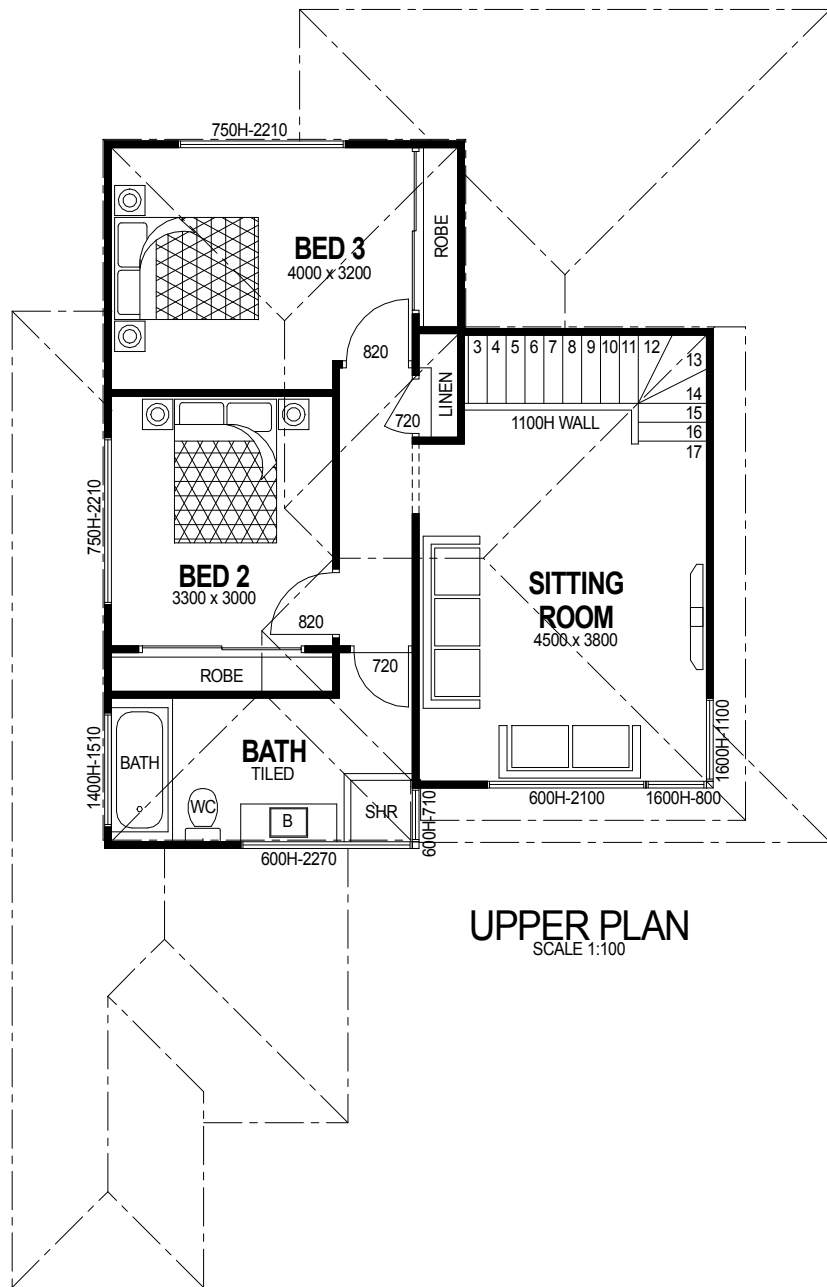 750H-2210
BED 3
4000 x 3200
ROBE
820
3 4 5 6 7 8 9 10 11 12
13
14
15
16
17
LINEN
720
1100H WALL
750H-2210
BED 2
3300 x 3000
820
ROBE
720
SITTING
ROOM
4500 x 3800
1600H-1100
1400H-1510
BATH
BATH
TILED
WC
B
SHR
600H-710
600H-2100
1600H-800
600H-2270
UPPER PLAN
SCALE 1:100